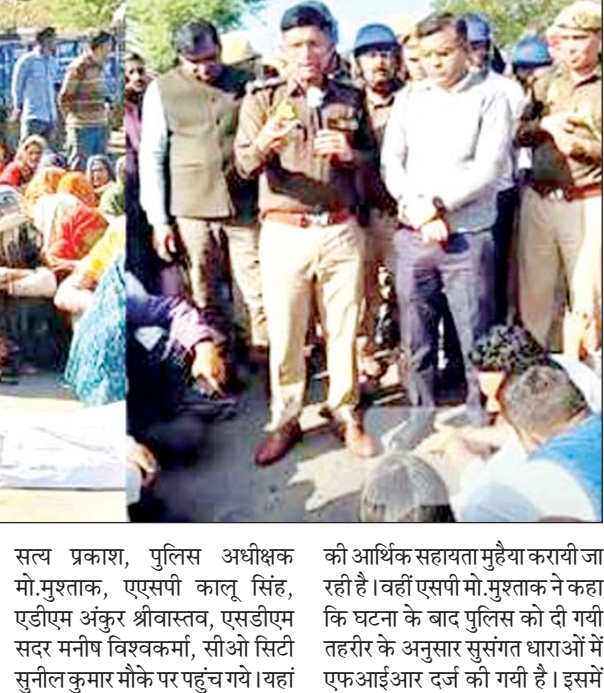 सत्य प्रकाश, पुलिस अधीक्षक
मो.मुश्ताक, एएसपी कालू सिंह,
एडीएम अंकुर श्रीवास्तव, एसडीएम
सदर मनीष विश्वकर्मा, सीओ सिटी
सुनील कुमार मौके पर पहुंच गये।यहां
की आर्थिक सहायता मुहैया करायी जा
रही है।वहीं एसपी मो.मुश्ताक ने कहा
कि घटना के बाद पुलिस को दी गयी
तहरीर के अनुसार सुसंगत धाराओं में
एफआईआर दर्ज की गयी है। इसमें